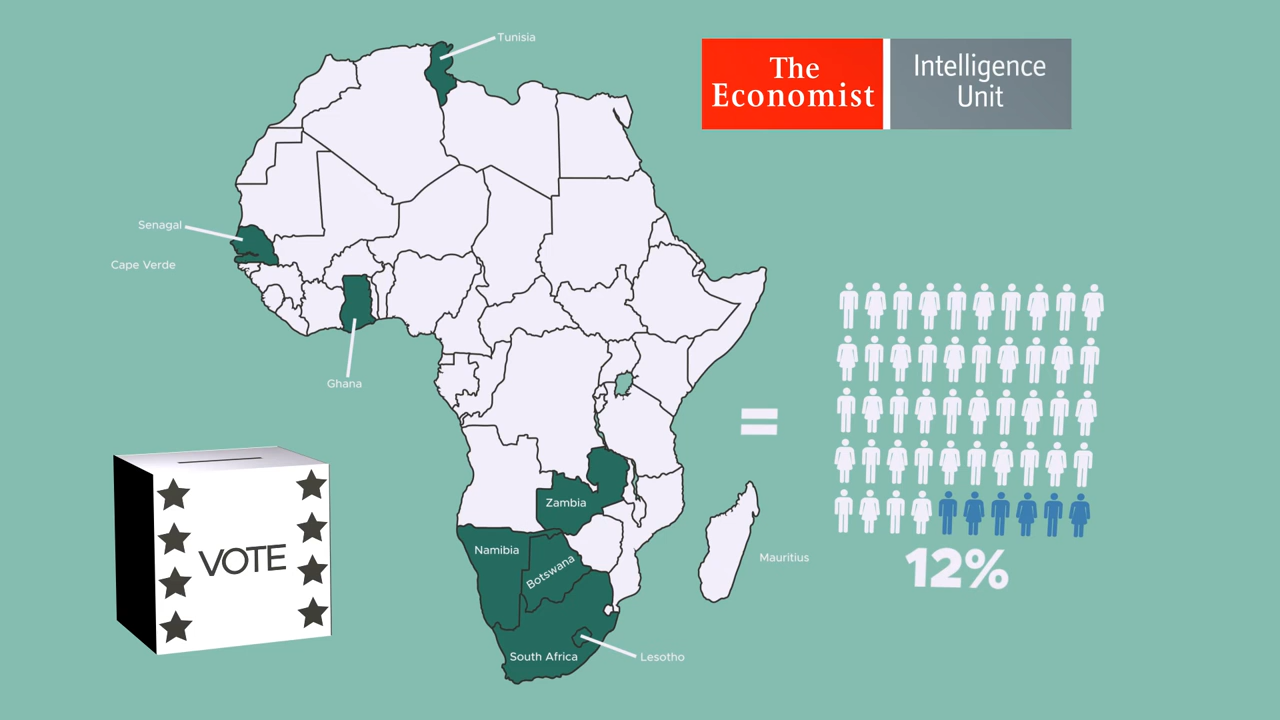 Tunisia
The
Economist
Intelligence
Unit
Senagal
Cape Verde
Ghana
Zambia
VOTE
Namibia
Botswana
Mauritius
12%
South Africa
Lesotho